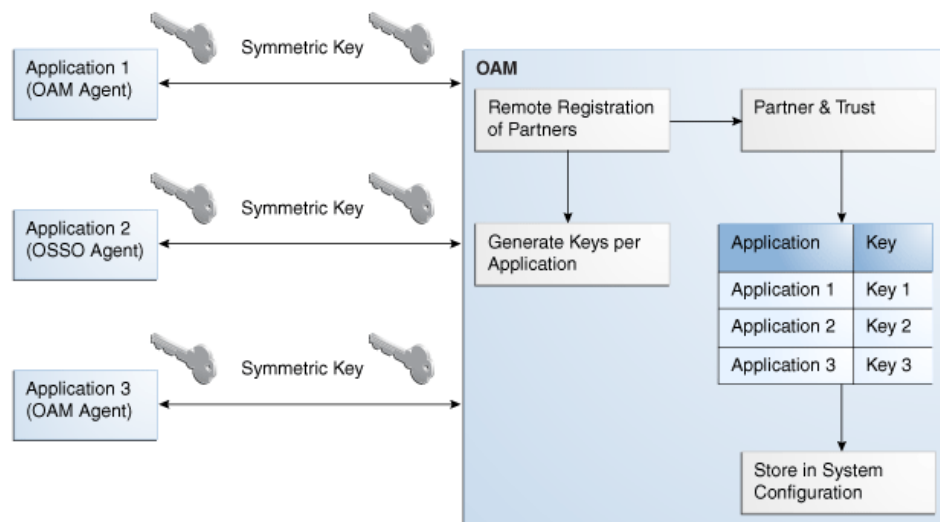 Symmetric Key
Application 1
(OAM Agent)
OAM
Remote Registration
of Partners
Partner & Trust
Symmetric Key
Application 2
(OSSO Agent)
Generate Keys per
Application
Application Key
Application 1 Key 1
Application 2 Key 2
Application 3 Key 3
Symmetric Key
Application 3
(OAM Agent)
Store in System
Configuration